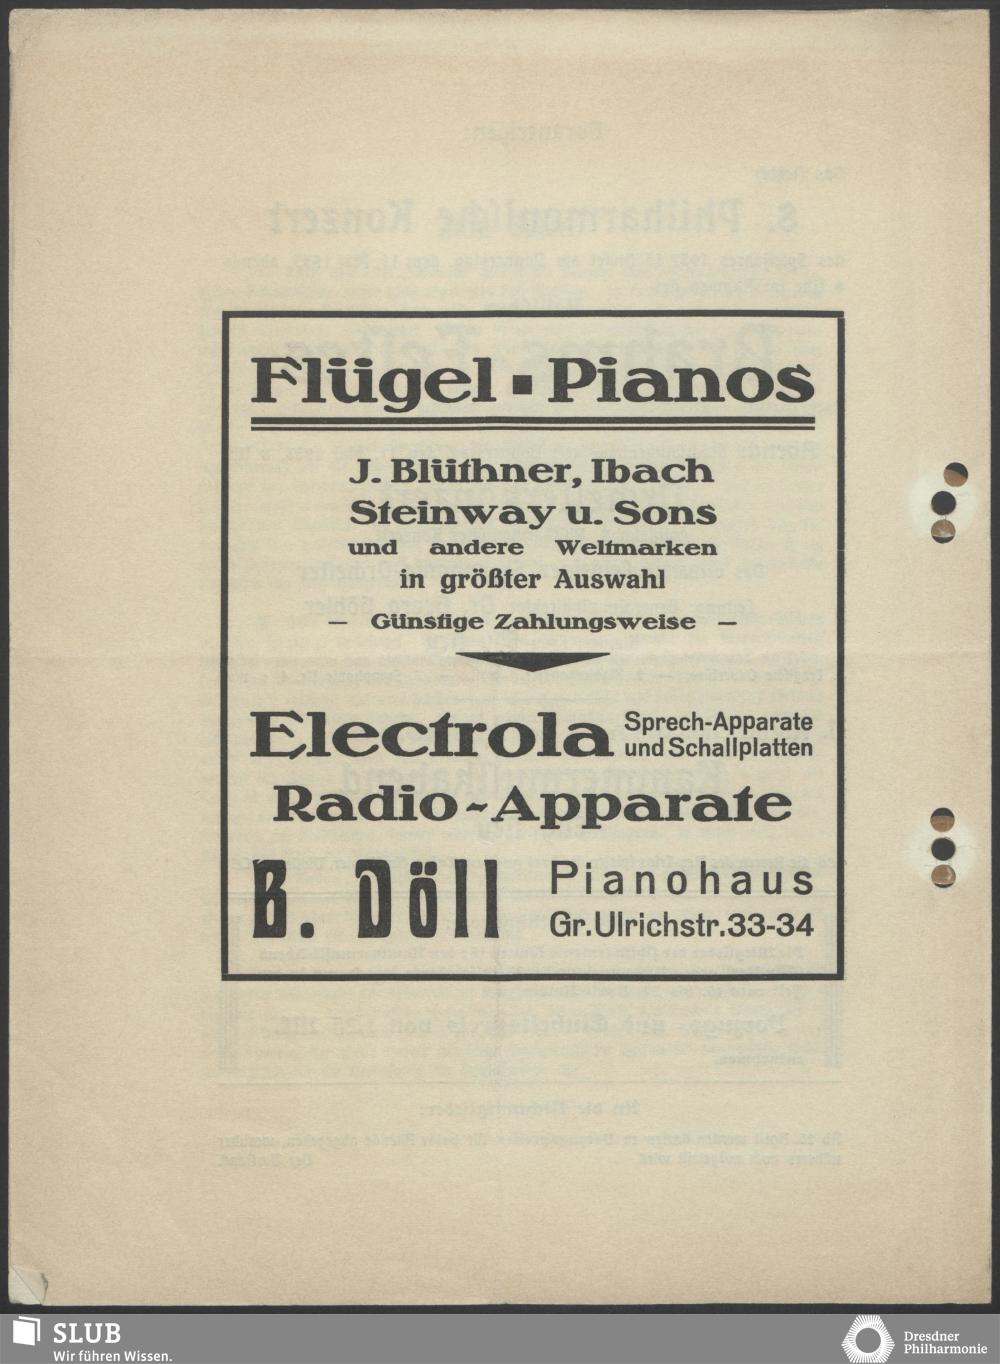 Flügel ▪ Pianos
J. Blüthner, Ibach
Steinway u. Sons
und andere Weltmarken
in größter Auswahl
— Günstige Zahlungsweise —
Electrola Sprech-Apparate
und Schallplatten
Radio-Apparate
B. Döll Pianohaus
Gr. Ulrichstr. 33-34
SLUB
Wir führen Wissen.
Dresdner
Philharmonie